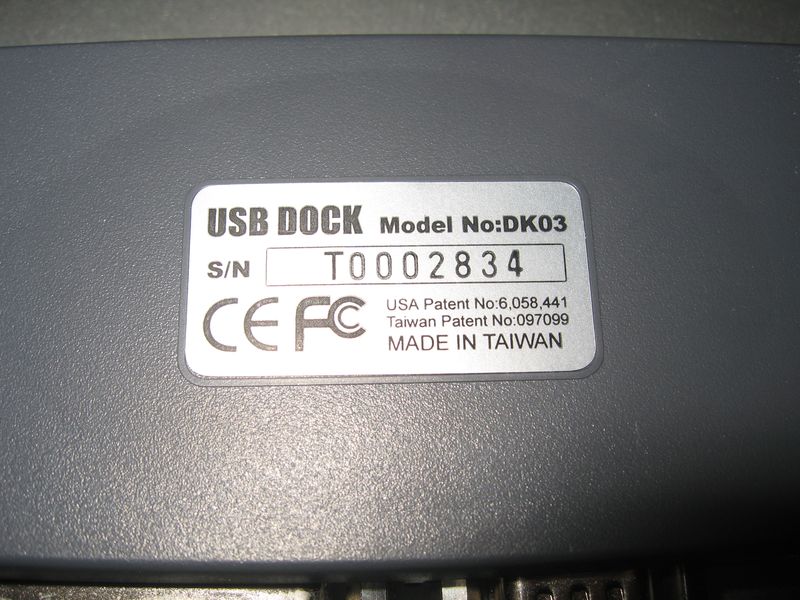 USB DOCK Model No:DK03
S/N T0002834
CE FC USA Patent No:6,058,441
Taiwan Patent No:097099
MADE IN TAIWAN